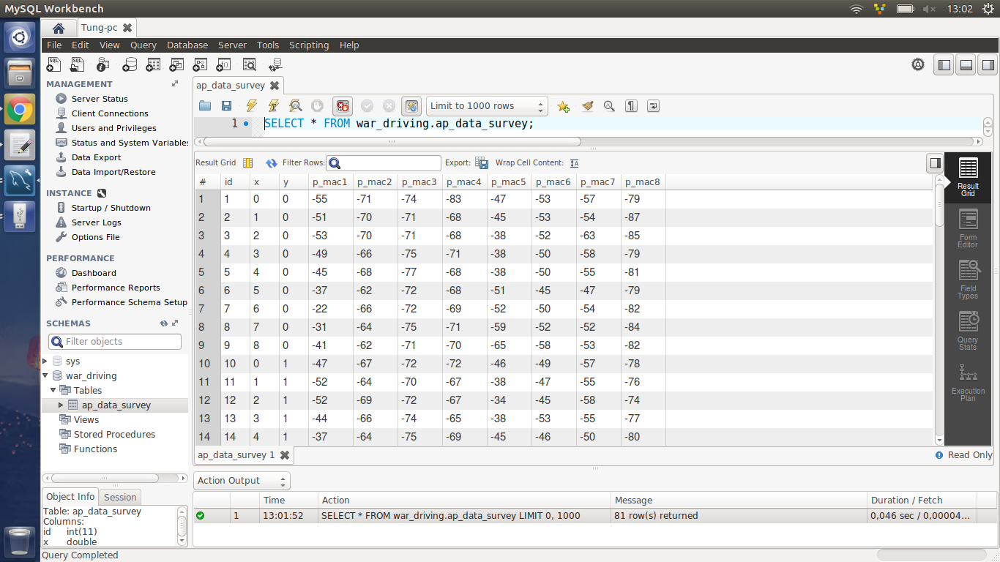 MySQL Workbench 13:02
Tung-pc
File Edit View Query Database Server Tools Scripting Help
MANAGEMENT
Server Status
Client Connections
Users and Privileges
Status and System Variables
Data Export
Data Import/Restore
INSTANCE
Startup / Shutdown
Server Logs
Options File
PERFORMANCE
Dashboard
Performance Reports
Performance Schema Setup
SCHEMAS
Filter objects
sys
war_driving
Tables
ap_data_survey
Views
Stored Procedures
Functions
Object Info Session
Table: ap_data_survey
Columns:
id int(11)
x double
Query Completed
ap_data_survey
Limit to 1000 rows
1 SELECT * FROM war_driving.ap_data_survey;
Result Grid Filter Rows: Export: Wrap Cell Content:
# id x y p_mac1 p_mac2 p_mac3 p_mac4 p_mac5 p_mac6 p_mac7 p_mac8
1 1 0 0 -55 -71 -74 -83 -47 -53 -57 -79
2 2 1 0 -51 -70 -71 -68 -45 -53 -54 -87
3 3 2 0 -53 -70 -71 -68 -38 -52 -63 -85
4 4 3 0 -49 -66 -75 -71 -38 -50 -58 -79
5 5 4 0 -45 -68 -77 -68 -38 -50 -55 -81
6 6 5 0 -37 -62 -72 -68 -51 -45 -47 -79
7 7 6 0 -22 -66 -72 -69 -52 -50 -54 -82
8 8 7 0 -31 -64 -75 -71 -59 -52 -52 -84
9 9 8 0 -41 -62 -71 -70 -65 -58 -53 -82
10 10 0 1 -47 -67 -72 -72 -46 -49 -57 -78
11 11 1 1 -52 -64 -70 -67 -38 -47 -55 -76
12 12 2 1 -52 -69 -72 -67 -34 -45 -58 -74
13 13 3 1 -44 -66 -74 -65 -38 -53 -55 -77
14 14 4 1 -37 -64 -75 -69 -45 -46 -50 -80
Result
Grid
Form
Editor
Field
Types
Query
Stats
Execution
Plan
ap_data_survey 1 Read Only
Action Output
Time Action Message Duration / Fetch
1 13:01:52 SELECT * FROM war_driving.ap_data_survey LIMIT 0, 1000 81 row(s) returned 0,046 sec / 0,00004...